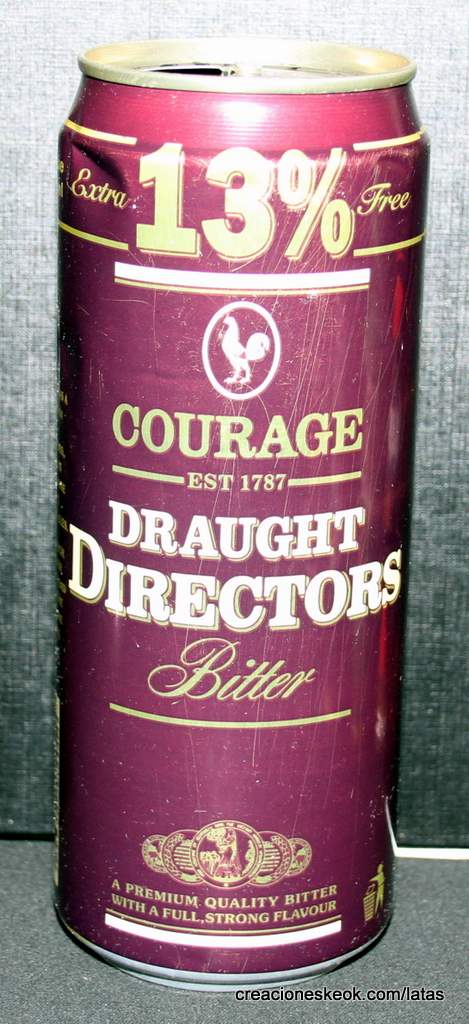 Extra 13% Free
COURAGE
EST 1787
DRAUGHT
DIRECTORS
Bitter
A PREMIUM QUALITY BITTER
WITH A FULL, STRONG FLAVOUR
creacioneskeok.com/latas